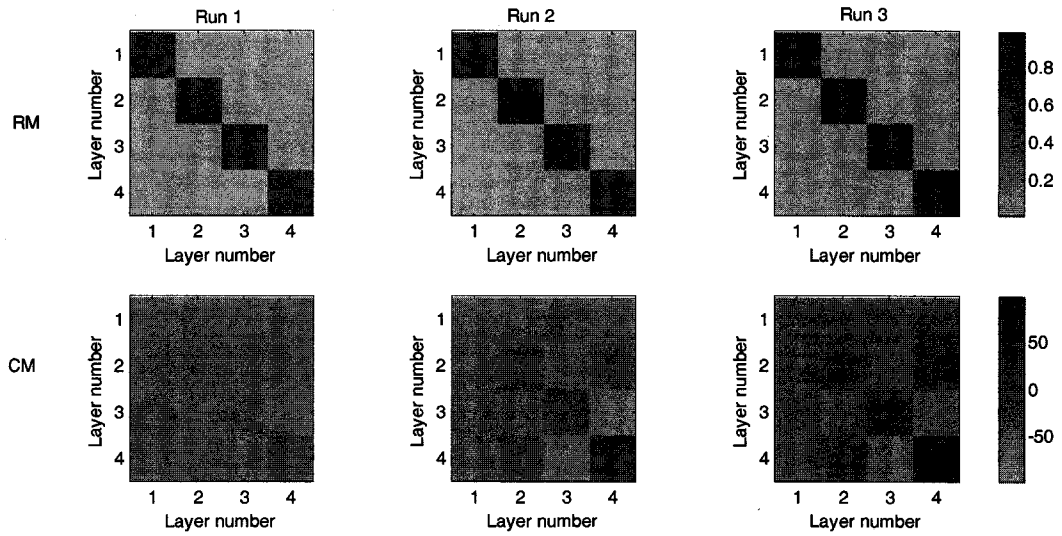 Run 1
Run 2
Run 3
RM
Layer number
1
2
3
4
1 2 3 4
Layer number
Layer number
1
2
3
4
1 2 3 4
Layer number
Layer number
1
2
3
4
1 2 3 4
Layer number
0.8
0.6
0.4
0.2
CM
Layer number
1
2
3
4
1 2 3 4
Layer number
Layer number
1
2
3
4
1 2 3 4
Layer number
Layer number
1
2
3
4
1 2 3 4
Layer number
50
0
-50